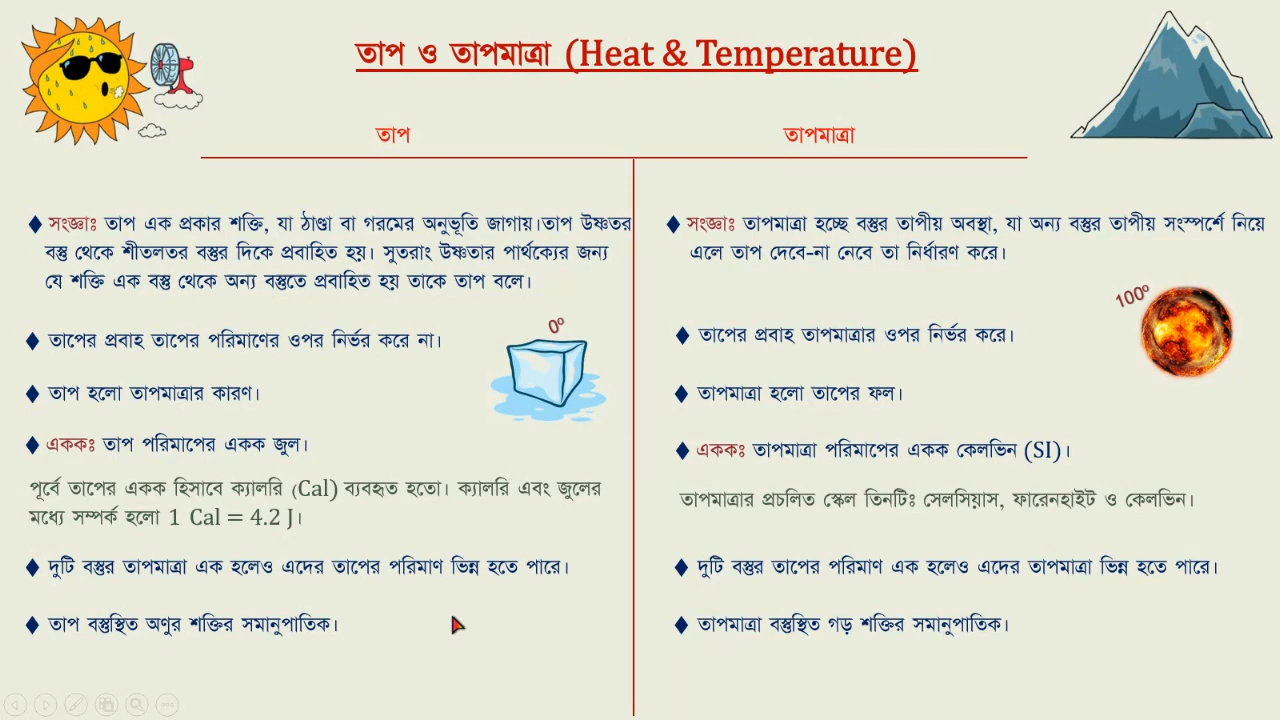 তাপ ও তাপমাত্রা (Heat & Temperature)
তাপ
♦ সংজ্ঞাঃ তাপ এক প্রকার শক্তি, যা ঠাণ্ডা বা গরমের অনুভূতি জাগায়।তাপ উষ্ণতর
বস্তু থেকে শীতলতর বস্তুর দিকে প্রবাহিত হয়। সুতরাং উষ্ণতার পার্থক্যের জন্য
যে শক্তি এক বস্তু থেকে অন্য বস্তুতে প্রবাহিত হয় তাকে তাপ বলে।
♦ তাপের প্রবাহ তাপের পরিমাণের ওপর নির্ভর করে না।
0°
♦ তাপ হলো তাপমাত্রার কারণ।
♦ এককঃ তাপ পরিমাপের একক জুল।
পূর্বে তাপের একক হিসাবে ক্যালরি (Cal) ব্যবহৃত হতো। ক্যালরি এবং জুলের
মধ্যে সম্পর্ক হলো 1 Cal = 4.2 J।
♦ দুটি বস্তুর তাপমাত্রা এক হলেও এদের তাপের পরিমাণ ভিন্ন হতে পারে।
♦ তাপ বস্তুস্থিত অণুর শক্তির সমানুপাতিক।
তাপমাত্রা
♦ সংজ্ঞাঃ তাপমাত্রা হচ্ছে বস্তুর তাপীয় অবস্থা, যা অন্য বস্তুর তাপীয় সংস্পর্শে নিয়ে
এলে তাপ দেবে-না নেবে তা নির্ধারণ করে।
100°
♦ তাপের প্রবাহ তাপমাত্রার ওপর নির্ভর করে।
♦ তাপমাত্রা হলো তাপের ফল।
♦ এককঃ তাপমাত্রা পরিমাপের একক কেলভিন (SI)।
তাপমাত্রার প্রচলিত স্কেল তিনটিঃ সেলসিয়াস, ফারেনহাইট ও কেলভিন।
♦ দুটি বস্তুর তাপের পরিমাণ এক হলেও এদের তাপমাত্রা ভিন্ন হতে পারে।
♦ তাপমাত্রা বস্তুস্থিত গড় শক্তির সমানুপাতিক।